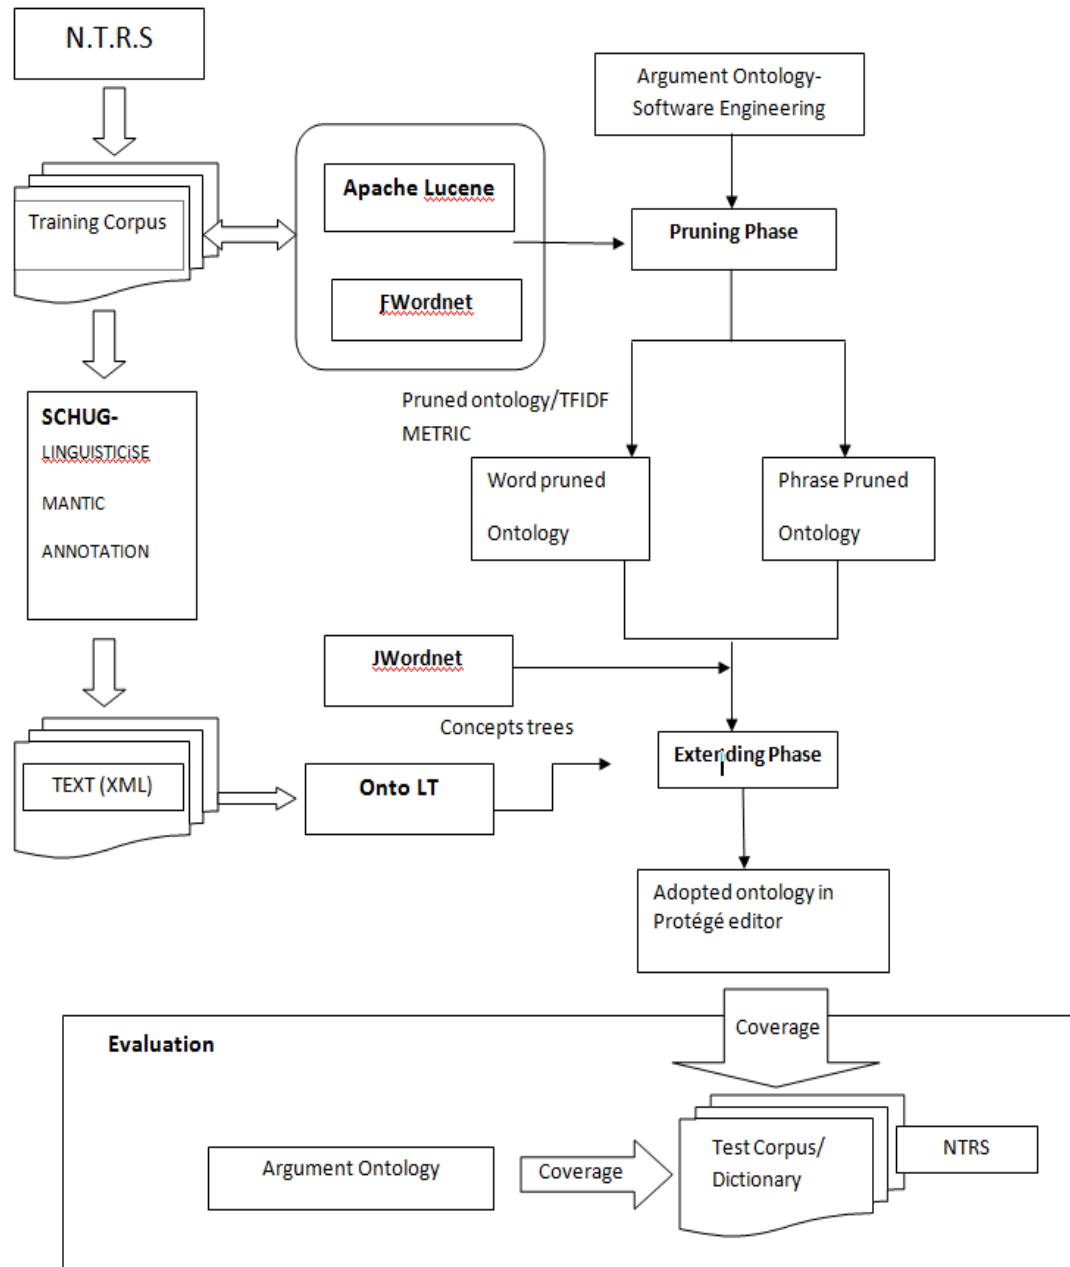 N.T.R.S
Argument Ontology-
Software Engineering
Training Corpus
Apache Lucene
JWordnet
Pruning Phase
Pruned ontology/TFIDF
METRIC
SCHUG-
LINGUISTICiSE
MANTIC
ANNOTATION
Word pruned
Ontology
Phrase Pruned
Ontology
JWordnet
Concepts trees
Extending Phase
TEXT (XML)
Onto LT
Adopted ontology in
Protégé editor
Evaluation
Coverage
Argument Ontology
Coverage
Test Corpus/
Dictionary
NTRS